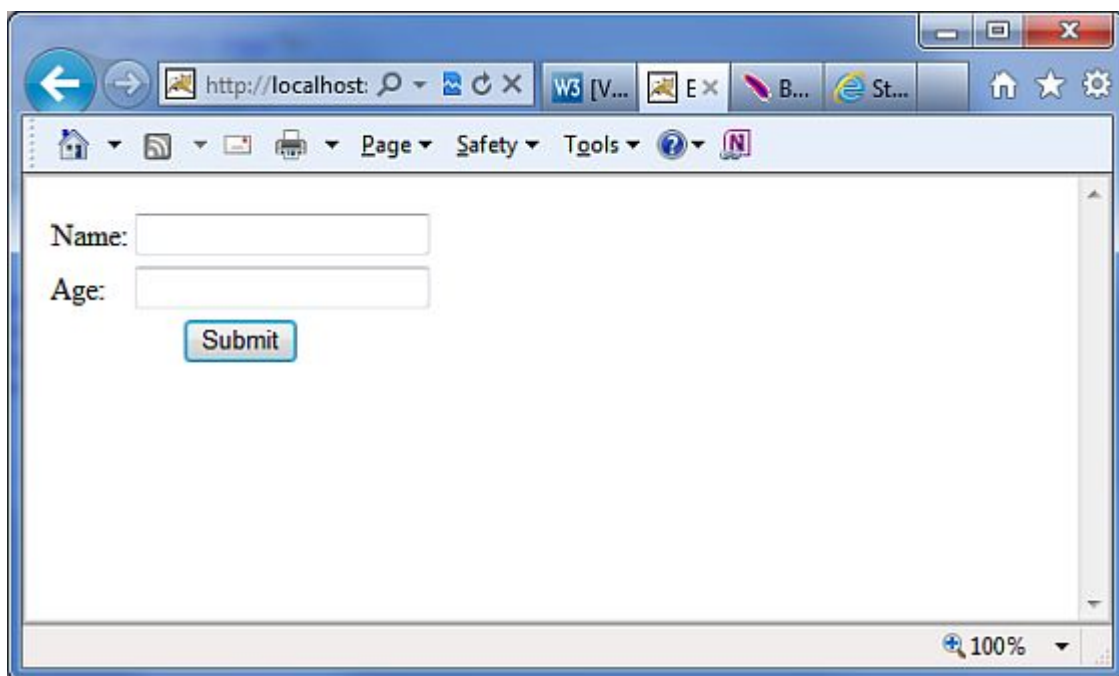 http://localhost: W3 [V... E B... St...
Page Safety Tools N
Name:
Age:
Submit
100%